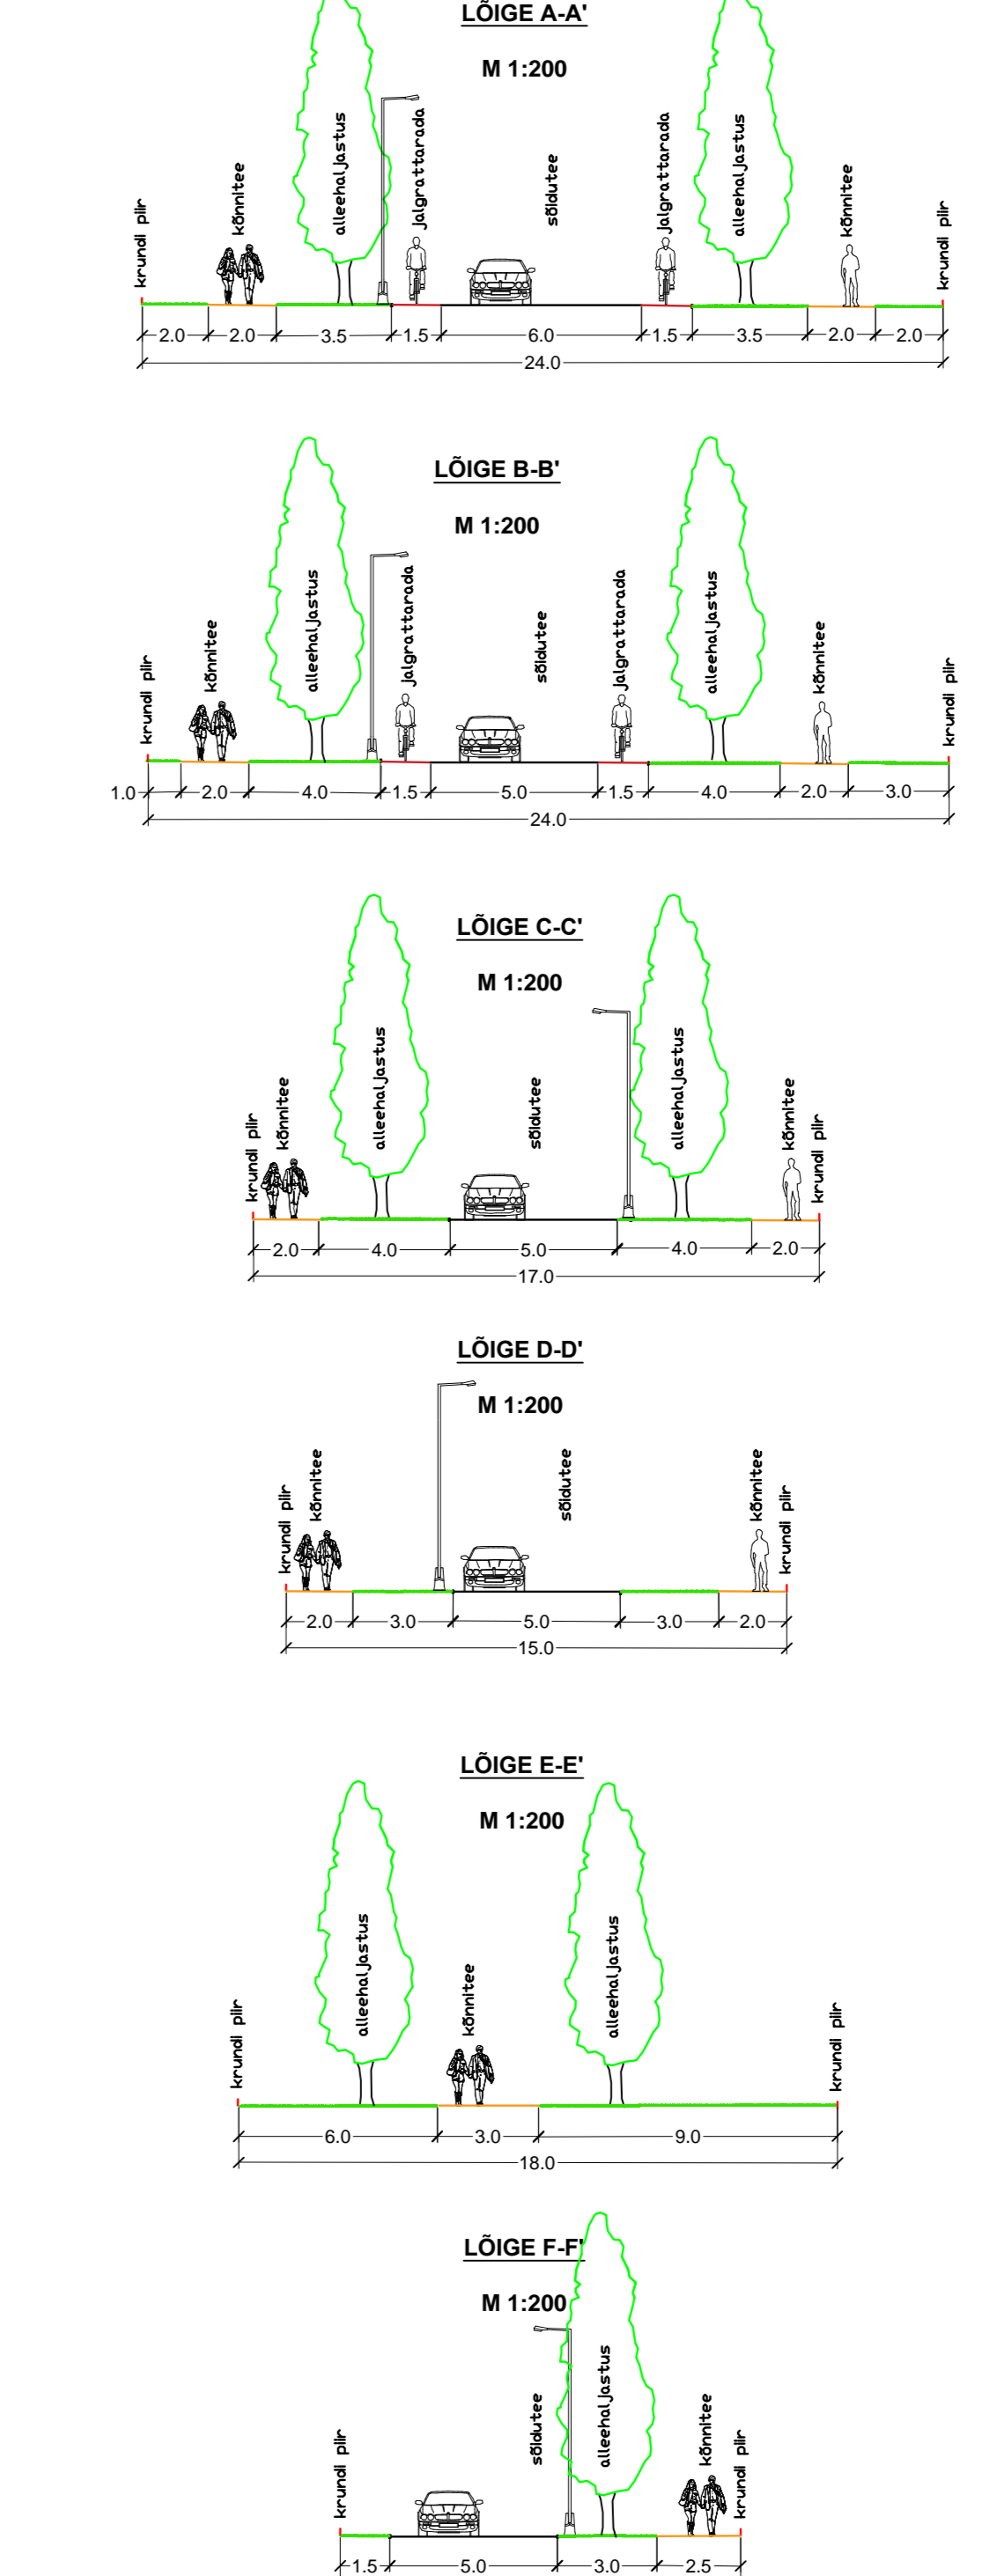 LÕIGE A-A'
M 1:200
krundi piir
kõnnitee
alleehaljastus
jalgrattarada
sõidutee
jalgrattarada
alleehaljastus
kõnnitee
krundi piir
2.0 2.0 3.5 1.5 6.0 1.5 3.5 2.0 2.0
24.0
LÕIGE B-B'
M 1:200
krundi piir
kõnnitee
alleehaljastus
jalgrattarada
sõidutee
jalgrattarada
alleehaljastus
kõnnitee
krundi piir
1.0 2.0 4.0 1.5 5.0 1.5 4.0 2.0 3.0
24.0
LÕIGE C-C'
M 1:200
krundi piir
kõnnitee
alleehaljastus
sõidutee
alleehaljastus
kõnnitee
krundi piir
2.0 4.0 5.0 4.0 2.0
17.0
LÕIGE D-D'
M 1:200
krundi piir
kõnnitee
sõidutee
kõnnitee
krundi piir
2.0 3.0 5.0 3.0 2.0
15.0
LÕIGE E-E'
M 1:200
krundi piir
alleehaljastus
kõnnitee
alleehaljastus
krundi piir
6.0 3.0 9.0
18.0
LÕIGE F-F'
M 1:200
krundi piir
sõidutee
alleehaljastus
kõnnitee
krundi piir
1.5 5.0 3.0 2.5